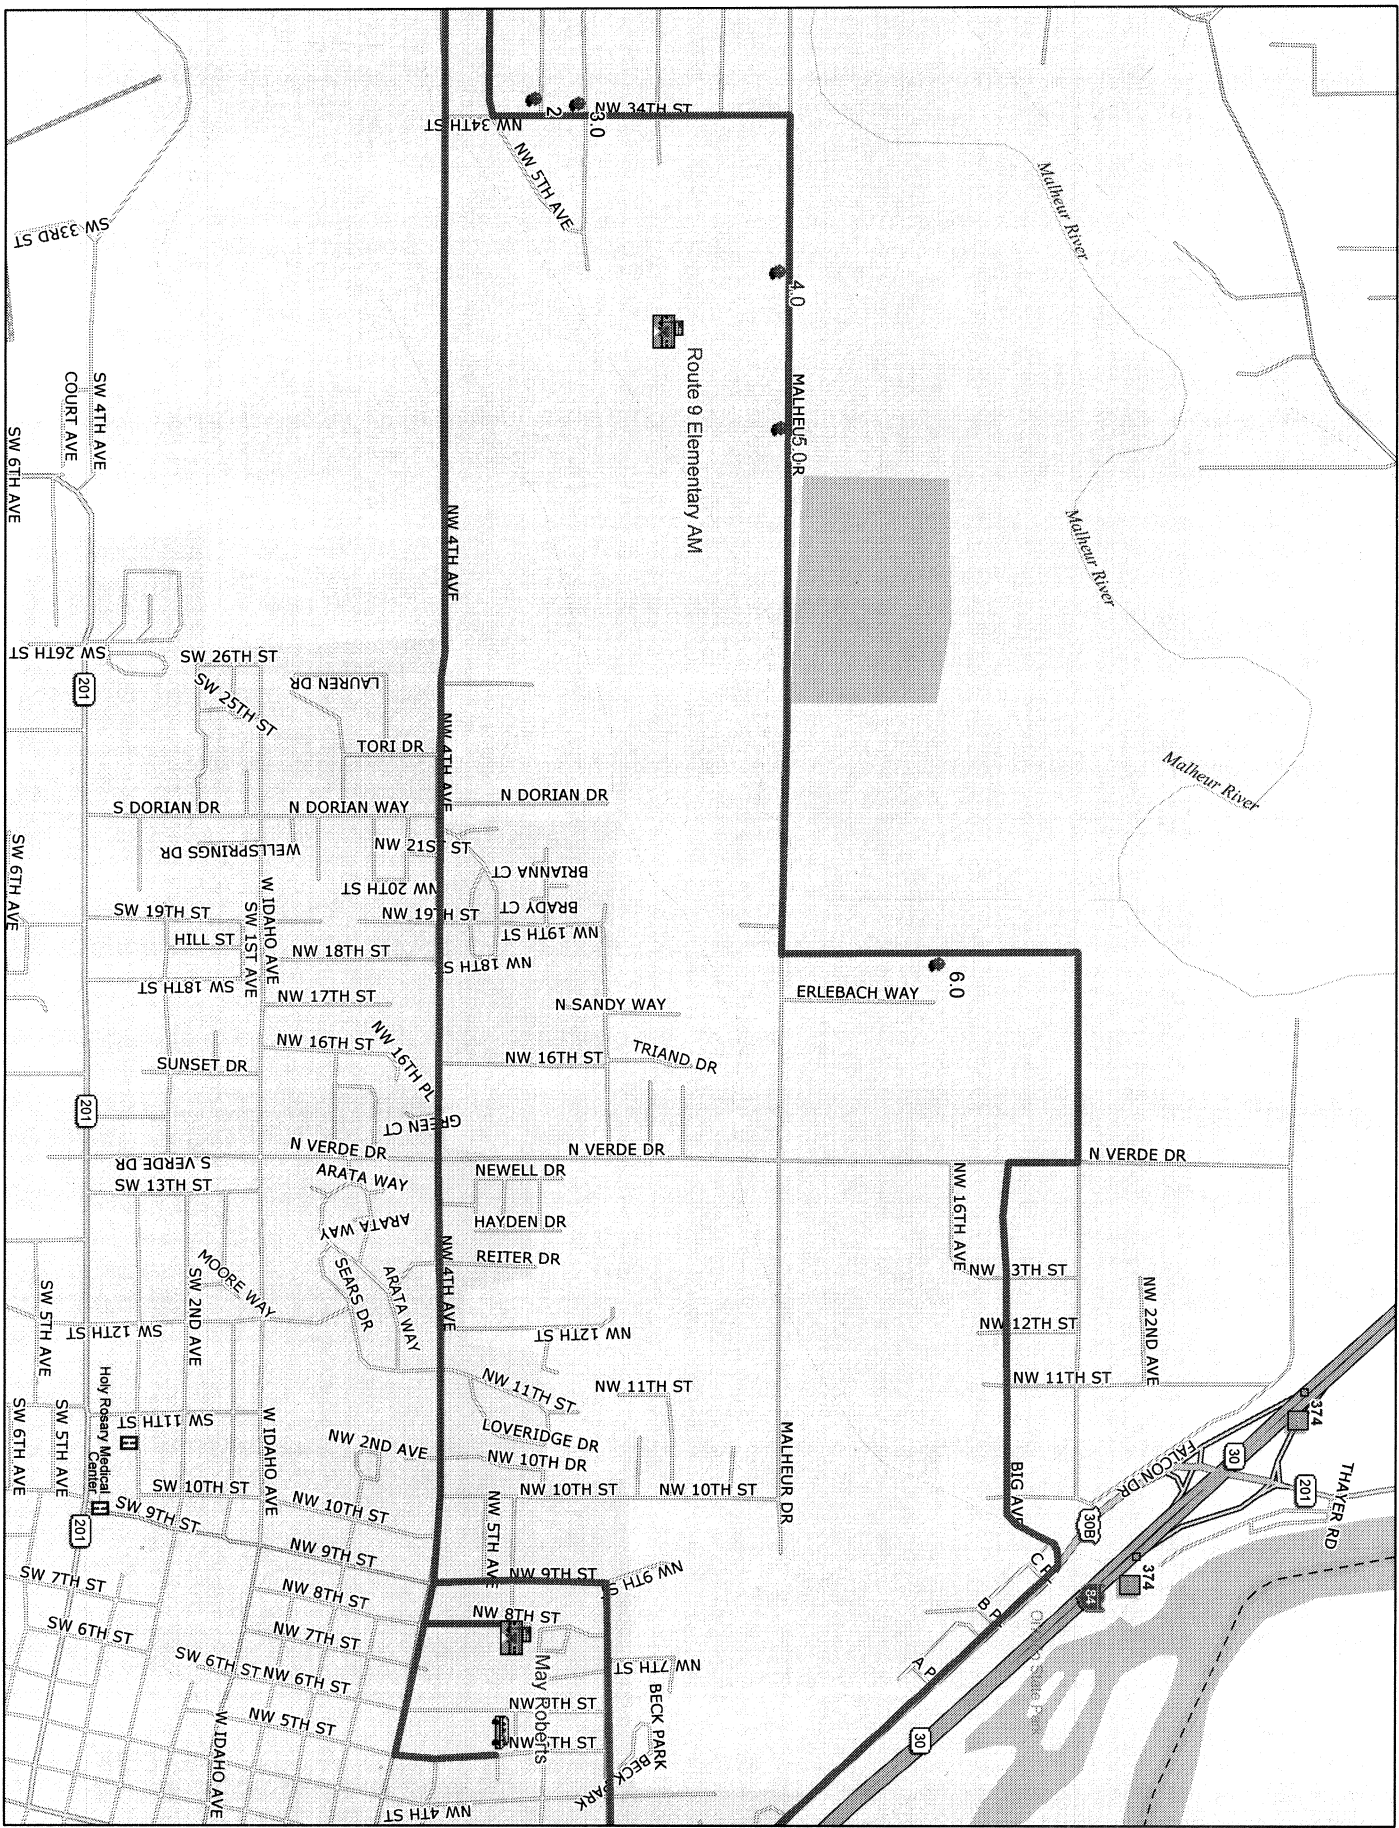 NW 34TH ST
2
3.0
NW 34TH ST
NW 5TH AVE
Malheur River
SW 33RD ST
4.0
Route 9 Elementary AM
SW 4TH AVE
COURT AVE
SW 6TH AVE
MALHEU5.0R
NW 4TH AVE
Malheur River
SW 26TH ST
201
SW 26TH ST
SW 25TH ST
LAUREN DR
TORI DR
NW 4TH AVE
Malheur River
S DORIAN DR
N DORIAN WAY
N DORIAN DR
SW 6TH AVE
WELLSPRINGS DR
NW 21ST ST
BRIANNA CT
NW 20TH ST
BRADY CT
SW 19TH ST
NW 19TH ST
NW 19TH ST
W IDAHO AVE
SW 1ST AVE
HILL ST
NW 18TH ST
NW 18TH ST
SW 18TH ST
NW 17TH ST
N SANDY WAY
ERLEBACH WAY
6.0
NW 16TH ST
NW 16TH PL
NW 16TH ST
TRIAND DR
SUNSET DR
201
GREEN CT
N VERDE DR
N VERDE DR
N VERDE DR
S VERDE DR
SW 13TH ST
ARATA WAY
NEWELL DR
NW 16TH AVE
ARATA WAY
HAYDEN DR
REITER DR
MOORE WAY
SEARS DR
ARATA WAY
NW 4TH AVE
NW 3TH ST
SW 5TH AVE
SW 12TH ST
SW 2ND AVE
NW 12TH ST
NW 12TH ST
NW 22ND AVE
Holy Rosary Medical
Center
NW 11TH ST
NW 11TH ST
NW 11TH ST
374
SW 6TH AVE
SW 5TH AVE
SW 11TH ST
W IDAHO AVE
NW 2ND AVE
LOVERIDGE DR
NW 10TH DR
MALHEUR DR
BIG AVE
FALCON DR
30
201
THAYER RD
SW 10TH ST
NW 10TH ST
NW 5TH AVE
NW 10TH ST
NW 10TH ST
30B
201
SW 9TH ST
NW 9TH ST
NW 9TH ST
NW 9TH S
C P
374
84
SW 7TH ST
NW 8TH ST
NW 8TH ST
B P
SW 6TH ST
NW 7TH ST
May Roberts
NW 7TH ST
A P
SW 6TH ST
NW 6TH ST
BECK PARK
NW 5TH ST
W IDAHO AVE
BECK PARK
30
NW 4TH ST